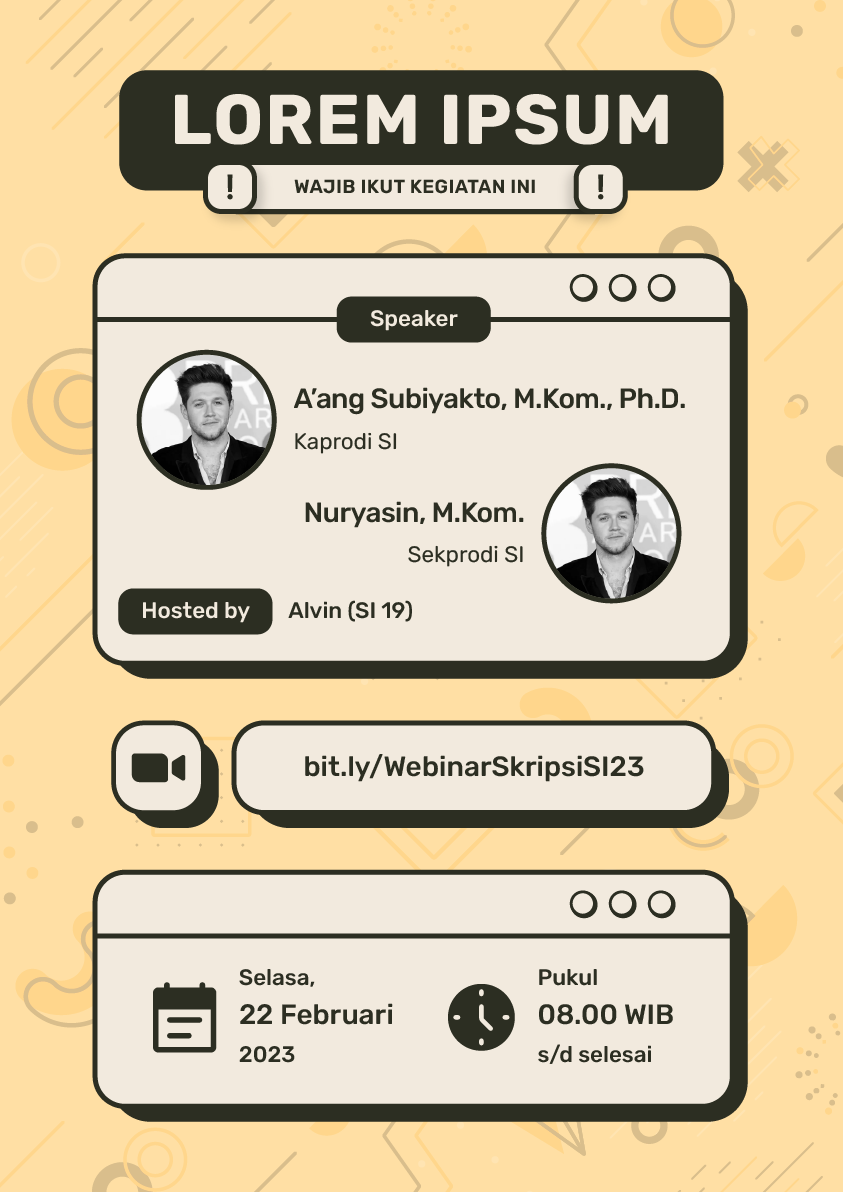 LOREM IPSUM
! WAJIB IKUT KEGIATAN INI !
Speaker
A’ang Subiyakto, M.Kom., Ph.D.
Kaprodi SI
Nuryasin, M.Kom.
Sekprodi SI
Hosted by Alvin (SI 19)
bit.ly/WebinarSkripsiSI23
Selasa,
22 Februari
2023
Pukul
08.00 WIB
s/d selesai